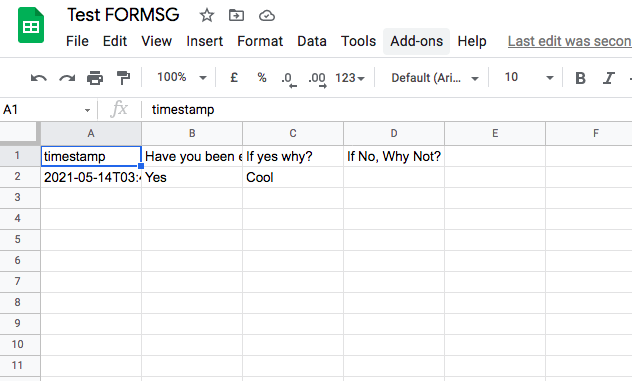 Test FORMSG
File Edit View Insert Format Data Tools Add-ons Help Last edit was secon
100% £ % .0 .00 123 Default (Ari... 10 B I
A1 fx timestamp
A B C D E F
1 timestamp Have you been If yes why? If No, Why Not?
2 2021-05-14T03: Yes Cool
3
4
5
6
7
8
9
10
11